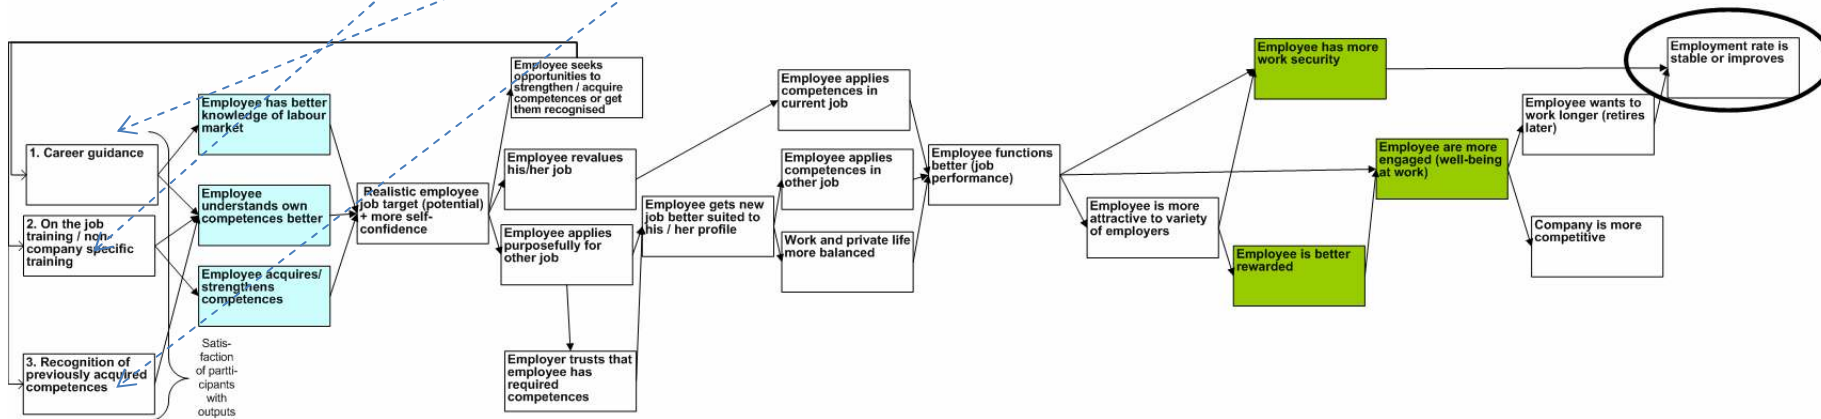 1. Career guidance
2. On the job
training / non-
company specific
training
3. Recognition of
previously acquired
competences
Satis-
faction
of parti-
cipants
with
outputs
Employee has better
knowledge of labour
market
Employee
understands own
competences better
Employee acquires/
strengthens
competences
Realistic employee
job target (potential)
+ more self-
confidence
Employee seeks
opportunities to
strengthen / acquire
competences or get
them recognised
Employee revalues
his/her job
Employee applies
purposefully for
other job
Employer trusts that
employee has
required
competences
Employee gets new
job better suited to
his / her profile
Employee applies
competences in
current job
Employee applies
competences in
other job
Work and private life
more balanced
Employee functions
better (job
performance)
Employee is more
attractive to variety
of employers
Employee has more
work security
Employee is better
rewarded
Employee are more
engaged (well-being
at work)
Employee wants to
work longer (retires
later)
Company is more
competitive
Employment rate is
stable or improves